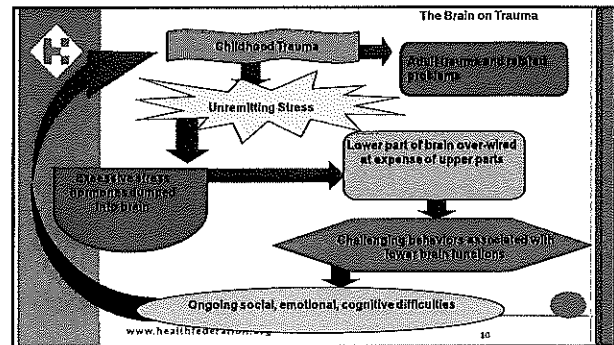 The Brain on Trauma
Childhood Trauma
Adult trauma and related
problems
Unremitting Stress
Lower part of brain over-wired
at expense of upper parts
Excessive stress
hormones dumped
into brain
Challenging behaviors associated with
lower brain functions
Ongoing social, emotional, cognitive difficulties
www.healthfederation.org
10